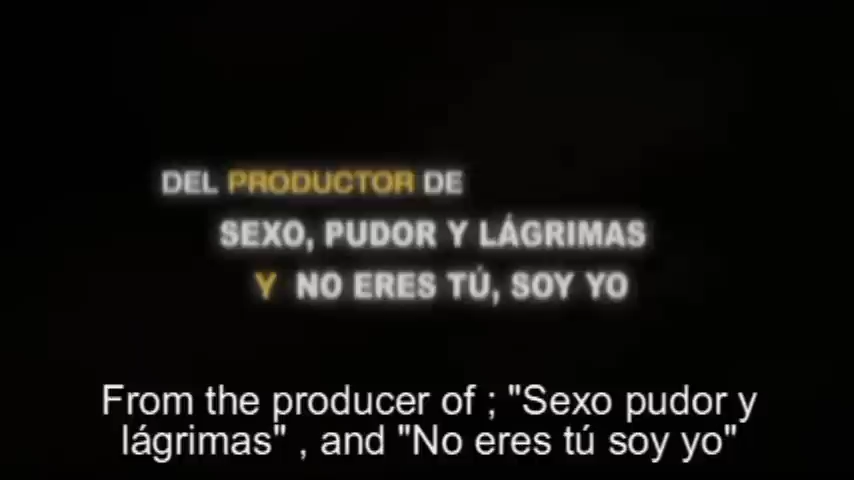 DEL PRODUCTOR DE
SEXO, PUDOR Y LÁGRIMAS
Y NO ERES TÚ, SOY YO
From the producer of ; "Sexo pudor y
lágrimas" , and "No eres tú soy yo"